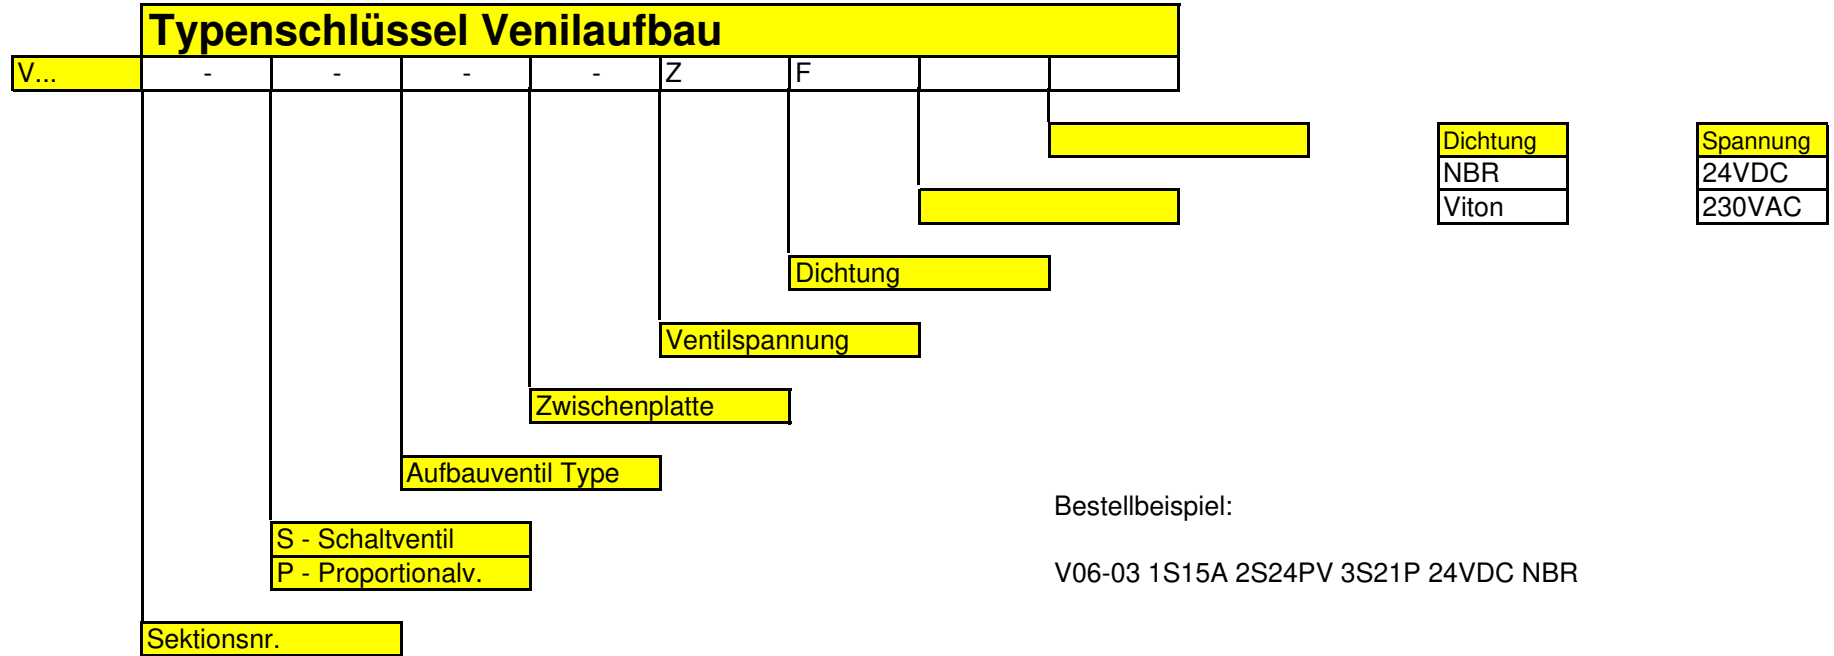 Typenschlüssel Venilaufbau
V... - - - - Z F
Dichtung Spannung
NBR 24VDC
Viton 230VAC
Dichtung
Ventilspannung
Zwischenplatte
Aufbauventil Type
Bestellbeispiel:
S - Schaltventil
P - Proportionalv.
V06-03 1S15A 2S24PV 3S21P 24VDC NBR
Sektionsnr.